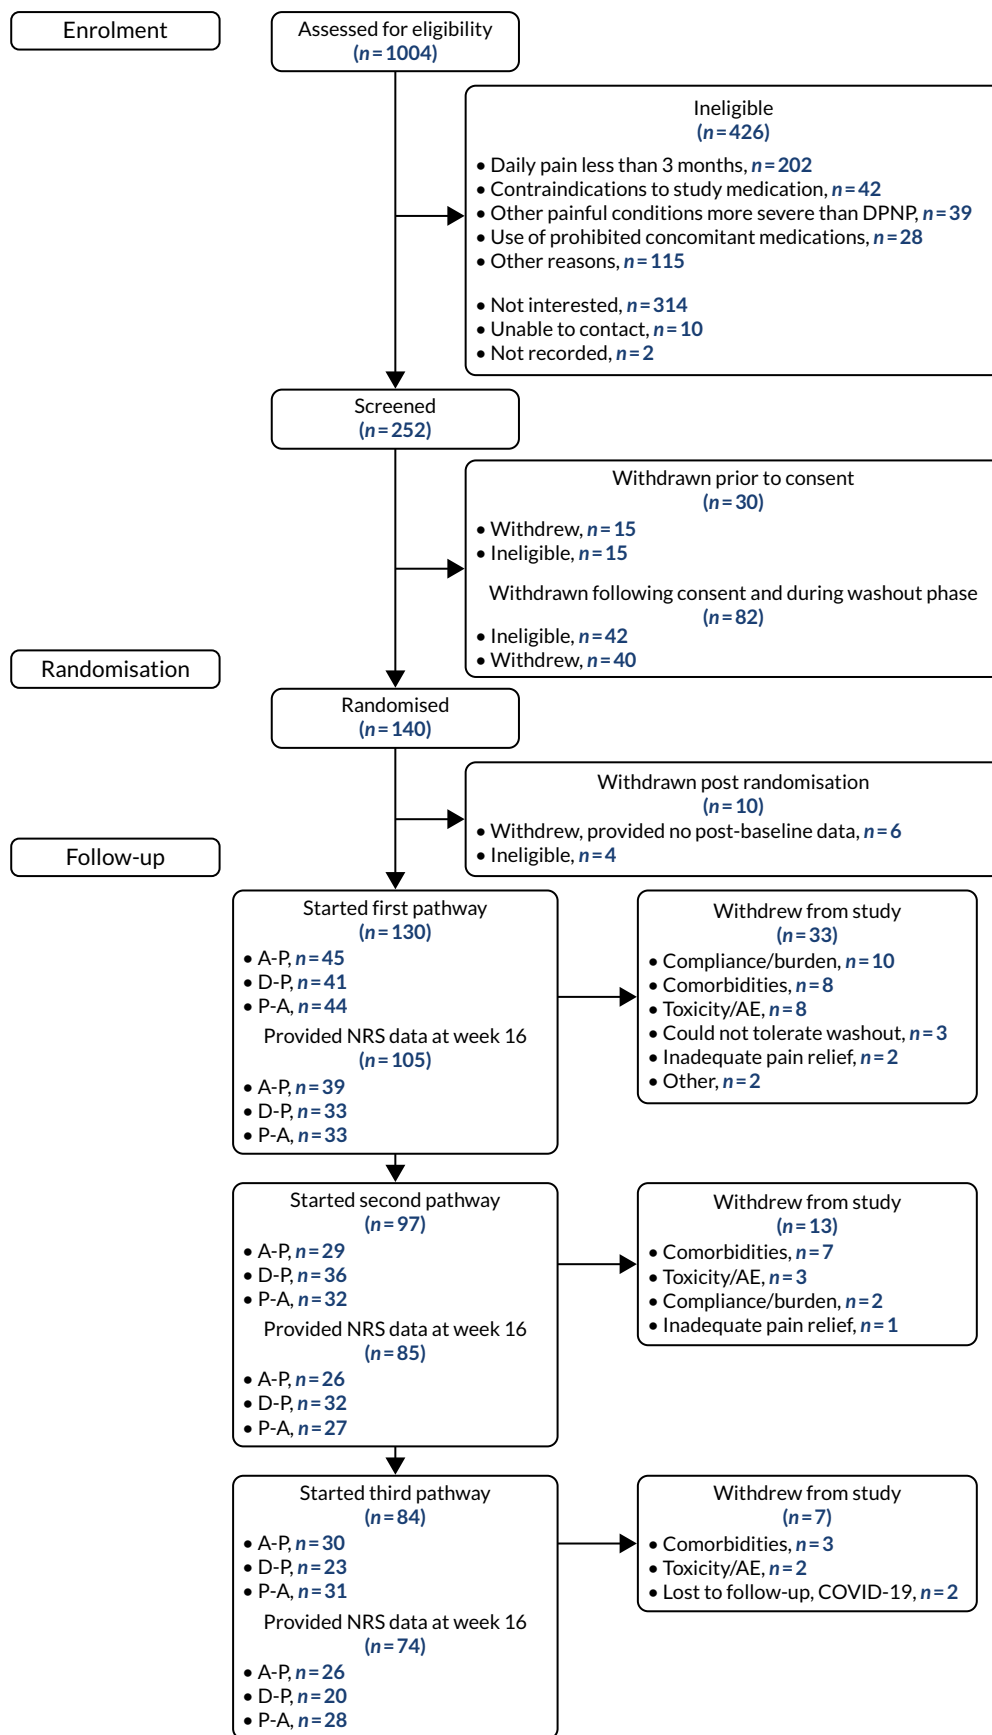 Enrolment
Assessed for eligibility
(n=1004)
Ineligible
(n=426)
• Daily pain less than 3 months, n=202
• Contraindications to study medication, n=42
• Other painful conditions more severe than DPNP, n=39
• Use of prohibited concomitant medications, n=28
• Other reasons, n=115
• Not interested, n=314
• Unable to contact, n=10
• Not recorded, n=2
Screened
(n=252)
Withdrawn prior to consent
(n=30)
• Withdrew, n=15
• Ineligible, n=15
Withdrawn following consent and during washout phase
(n=82)
• Ineligible, n=42
• Withdrew, n=40
Randomisation
Randomised
(n=140)
Withdrawn post randomisation
(n=10)
• Withdrew, provided no post-baseline data, n=6
• Ineligible, n=4
Follow-up
Started first pathway
(n=130)
• A-P, n=45
• D-P, n=41
• P-A, n=44
Provided NRS data at week 16
(n=105)
• A-P, n=39
• D-P, n=33
• P-A, n=33
Withdrew from study
(n=33)
• Compliance/burden, n=10
• Comorbidities, n=8
• Toxicity/AE, n=8
• Could not tolerate washout, n=3
• Inadequate pain relief, n=2
• Other, n=2
Started second pathway
(n=97)
• A-P, n=29
• D-P, n=36
• P-A, n=32
Provided NRS data at week 16
(n=85)
• A-P, n=26
• D-P, n=32
• P-A, n=27
Withdrew from study
(n=13)
• Comorbidities, n=7
• Toxicity/AE, n=3
• Compliance/burden, n=2
• Inadequate pain relief, n=1
Started third pathway
(n=84)
• A-P, n=30
• D-P, n=23
• P-A, n=31
Provided NRS data at week 16
(n=74)
• A-P, n=26
• D-P, n=20
• P-A, n=28
Withdrew from study
(n=7)
• Comorbidities, n=3
• Toxicity/AE, n=2
• Lost to follow-up, COVID-19, n=2